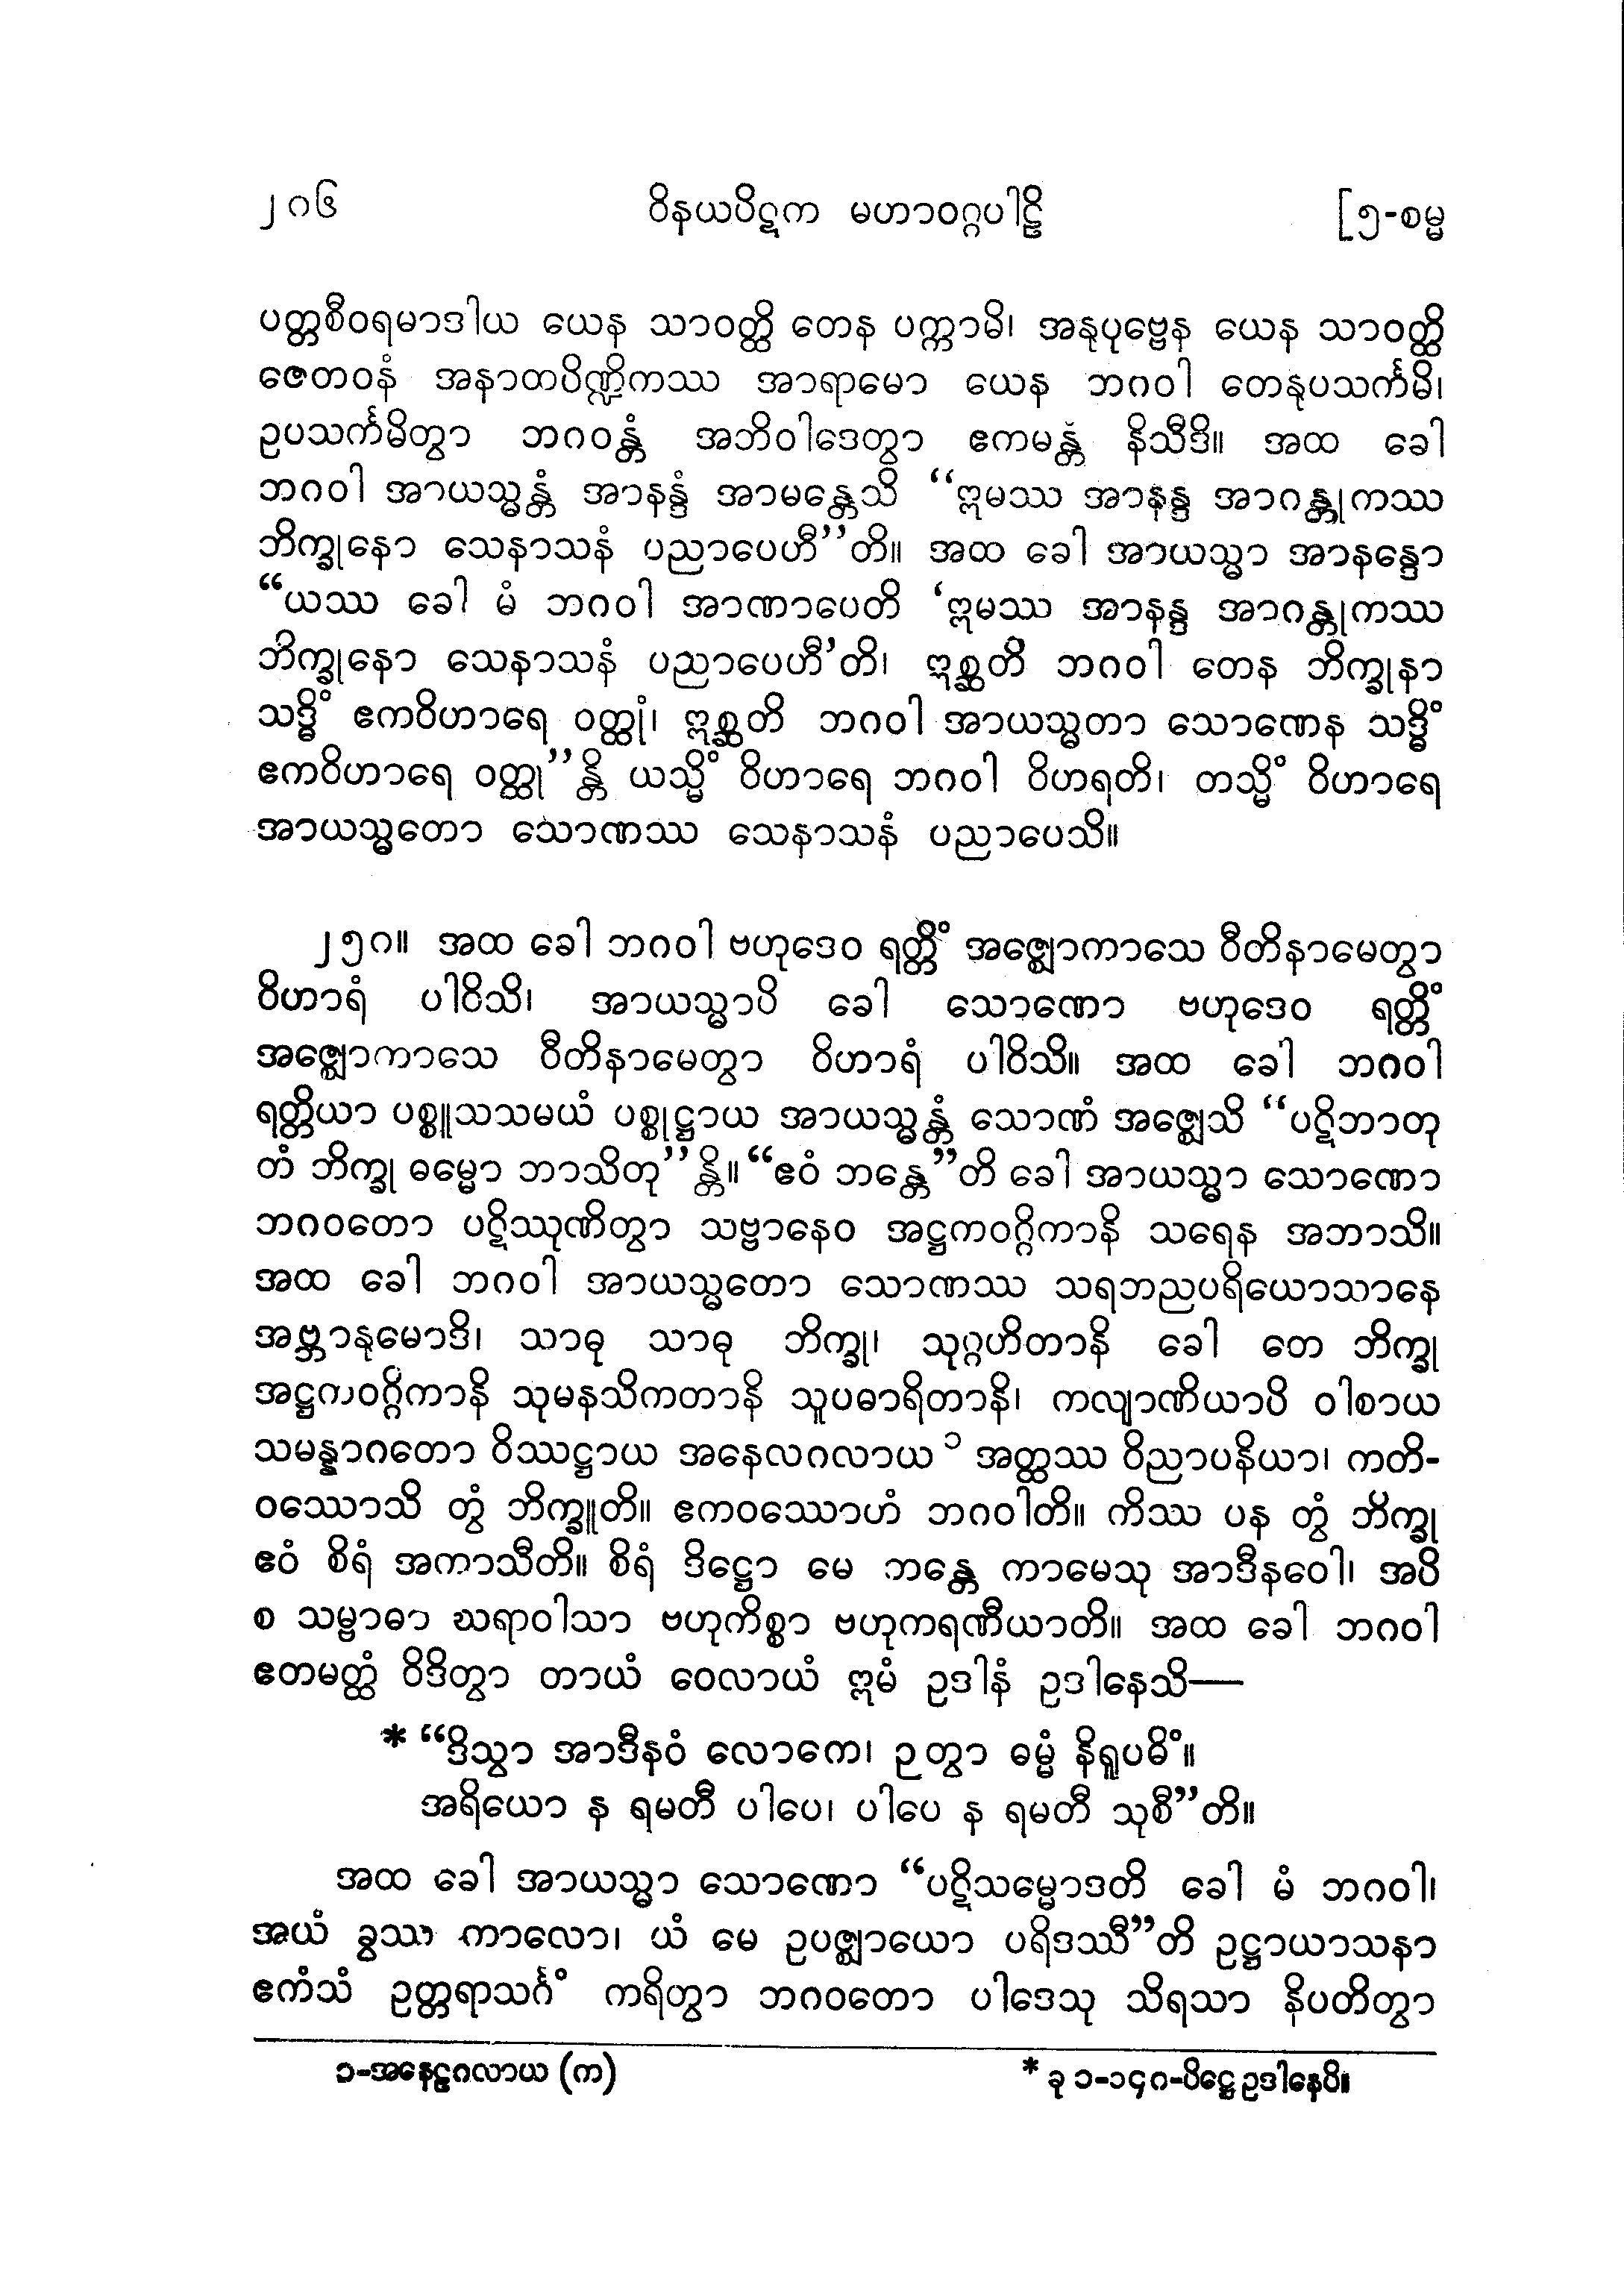 ၂၈၆ ဝိနယပိဋက မဟာဝဂ္ဂပါဠိ [၅-စမ္မ
ပတ္တစီဝရမာဒါယ ယေန သာဝတ္ထိ တေန ပက္ကာမိ၊ အနုပုဗ္ဗေန ယေန သာဝတ္ထိ
ဇေတဝနံ အနာထပိဏ္ဍိကဿ အာရာမော ယေန ဘဂဝါ တေနုပသင်္ကမိ၊
ဥပသင်္ကမိတွာ ဘဂဝန္တံ အဘိဝါဒေတွာ ဧကမန္တံ နိသီဒိ။ အထ ခေါ
ဘဂဝါ အာယသ္မန္တံ အာနန္ဒံ အာမန္တေသိ “ဣမဿ အာနန္ဒ အာဂန္တုကဿ
ဘိက္ခုနော သေနာသနံ ပညာပေဟီ”တိ။ အထ ခေါ အာယသ္မာ အာနန္ဒော
“ယဿ ခေါ မံ ဘဂဝါ အာဏာပေတိ ‘ဣမဿ အာနန္ဒ အာဂန္တုကဿ
ဘိက္ခုနော သေနာသနံ ပညာပေဟီ’တိ၊ ဣစ္ဆတိ ဘဂဝါ တေန ဘိက္ခုနာ
သဒ္ဓိံ ဧကဝိဟာရေ ဝတ္ထုံ၊ ဣစ္ဆတိ ဘဂဝါ အာယသ္မတာ သောဏေန သဒ္ဓိံ
ဧကဝိဟာရေ ဝတ္ထု”န္တိ ယသ္မိံ ဝိဟာရေ ဘဂဝါ ဝိဟရတိ၊ တသ္မိံ ဝိဟာရေ
အာယသ္မတော သောဏဿ သေနာသနံ ပညာပေသိ။
၂၅၈။ အထ ခေါ ဘဂဝါ ဗဟုဒေဝ ရတ္တိံ အဇ္ဈောကာသေ ဝီတိနာမေတွာ
ဝိဟာရံ ပါဝိသိ၊ အာယသ္မာပိ ခေါ သောဏော ဗဟုဒေဝ ရတ္တိံ
အဇ္ဈောကာသေ ဝီတိနာမေတွာ ဝိဟာရံ ပါဝိသိ။ အထ ခေါ ဘဂဝါ
ရတ္တိယာ ပစ္စူသသမယံ ပစ္စုဋ္ဌာယ အာယသ္မန္တံ သောဏံ အဇ္ဈေသိ “ပဋိဘာတု
တံ ဘိက္ခု ဓမ္မော ဘာသိတု”န္တိ။ “ဧဝံ ဘန္တေ”တိ ခေါ အာယသ္မာ သောဏော
ဘဂဝတော ပဋိဿုဏိတွာ သဗ္ဗာနေဝ အဋ္ဌကဝဂ္ဂိကာနိ သရေန အဘာသိ။
အထ ခေါ ဘဂဝါ အာယသ္မတော သောဏဿ သရဘညပရိယောသာနေ
အဗ္ဘာနုမောဒိ၊ သာဓု သာဓု ဘိက္ခု၊ သုဂ္ဂဟိတာနိ ခေါ တေ ဘိက္ခု
အဋ္ဌကဝဂ္ဂိကာနိ သုမနသိကတာနိ သူပဓာရိတာနိ၊ ကလျာဏိယာပိ ဝါစာယ
သမန္နာဂတော ဝိဿဋ္ဌာယ အနေလဂလာယ ၁ အတ္ထဿ ဝိညာပနိယာ၊ ကတိ-
ဝဿောသိ တွံ ဘိက္ခူတိ။ ဧကဝဿောဟံ ဘဂဝါတိ။ ကိဿ ပန တွံ ဘိက္ခု
ဧဝံ စိရံ အကာသီတိ။ စိရံ ဒိဋ္ဌော မေ ဘန္တေ ကာမေသု အာဒီနဝေါ၊ အပိ
စ သမ္ဗာဓာ ဃရာဝါသာ ဗဟုကိစ္စာ ဗဟုကရဏီယာတိ။ အထ ခေါ ဘဂဝါ
ဧတမတ္ထံ ဝိဒိတွာ တာယံ ဝေလာယံ ဣမံ ဥဒါနံ ဥဒါနေသိ—
* “ဒိသွာ အာဒီနဝံ လောကေ၊ ဉတွာ ဓမ္မံ နိရူပဓိံ။
အရိယော န ရမတီ ပါပေ၊ ပါပေ န ရမတီ သုစီ”တိ။
အထ ခေါ အာယသ္မာ သောဏော “ပဋိသမ္မောဒတိ ခေါ မံ ဘဂဝါ၊
အယံ ခွဿ ကာလော၊ ယံ မေ ဥပဇ္ဈာယော ပရိဒဿီ”တိ ဥဋ္ဌာယာသနာ
ဧကံသံ ဥတ္တရာသင်္ဂံ ကရိတွာ ဘဂဝတော ပါဒေသု သိရသာ နိပတိတွာ
၁-အနေဠဂလာယ (က) * ခု ၁-၁၄၈-ပိဋ္ဌေ ဥဒါနေပိ။